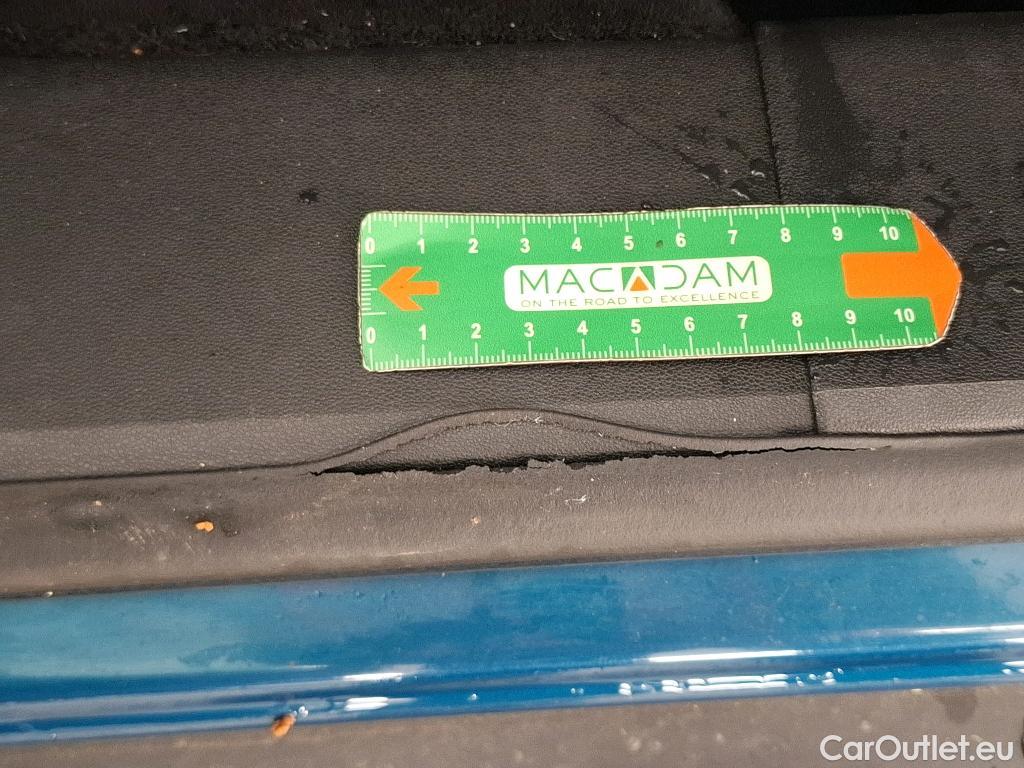 0 1 2 3 4 5 6 7 8 9 10
MACADAM
ON THE ROAD TO EXCELLENCE
0 1 2 3 4 5 6 7 8 9 10
CarOutlet.eu